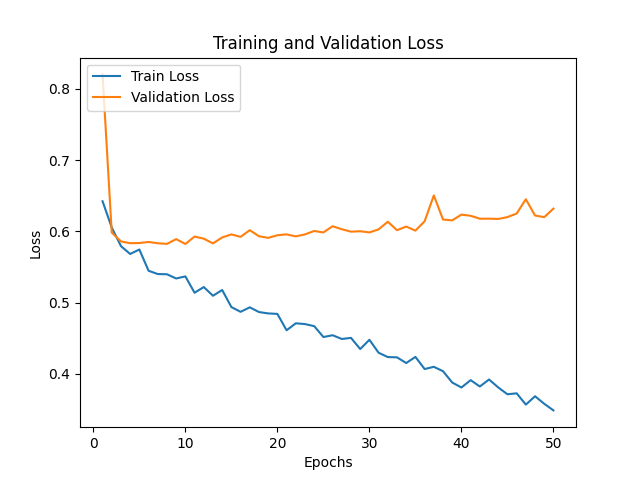 Training and Validation Loss
Train Loss
Validation Loss
0.8
0.7
0.6
0.5
0.4
Loss
0 10 20 30 40 50
Epochs